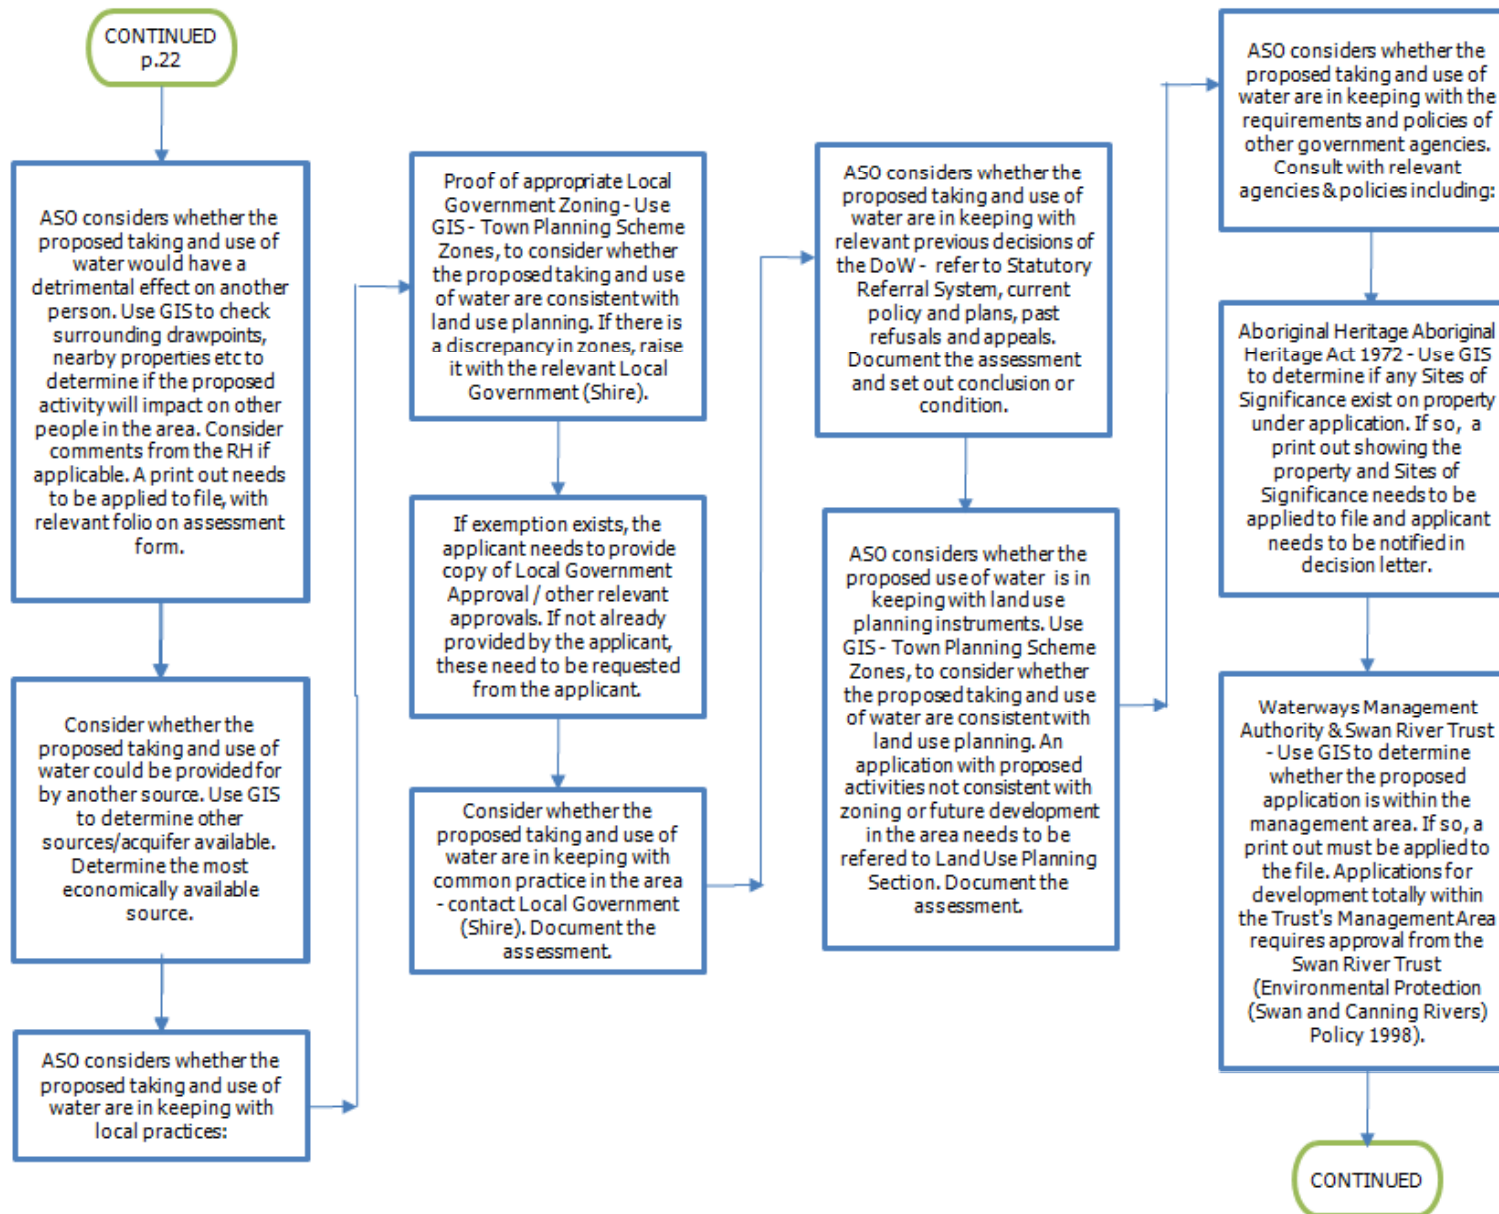 CONTINUED
p.22
ASO considers whether the
proposed taking and use of
water would have a
detrimental effect on another
person. Use GIS to check
surrounding drawpoints,
nearby properties etc to
determine if the proposed
activity will impact on other
people in the area. Consider
comments from the RH if
applicable. A print out needs
to be applied to file, with
relevant folio on assessment
form.
Consider whether the
proposed taking and use of
water could be provided for
by another source. Use GIS
to determine other
sources/acquifer available.
Determine the most
economically available
source.
ASO considers whether the
proposed taking and use of
water are in keeping with
local practices:
Proof of appropriate Local
Government Zoning - Use
GIS - Town Planning Scheme
Zones, to consider whether
the proposed taking and use
of water are consistent with
land use planning. If there is
a discrepancy in zones, raise
it with the relevant Local
Government (Shire).
If exemption exists, the
applicant needs to provide
copy of Local Government
Approval / other relevant
approvals. If not already
provided by the applicant,
these need to be requested
from the applicant.
Consider whether the
proposed taking and use of
water are in keeping with
common practice in the area
- contact Local Government
(Shire). Document the
assessment.
ASO considers whether the
proposed taking and use of
water are in keeping with
relevant previous decisions of
the DoW - refer to Statutory
Referral System, current
policy and plans, past
refusals and appeals.
Document the assessment
and set out conclusion or
condition.
ASO considers whether the
proposed use of water is in
keeping with land use
planning instruments. Use
GIS - Town Planning Scheme
Zones, to consider whether
the proposed taking and use
of water are consistent with
land use planning. An
application with proposed
activities not consistent with
zoning or future development
in the area needs to be
refered to Land Use Planning
Section. Document the
assessment.
ASO considers whether the
proposed taking and use of
water are in keeping with the
requirements and policies of
other government agencies.
Consult with relevant
agencies & policies including:
Aboriginal Heritage Aboriginal
Heritage Act 1972 - Use GIS
to determine if any Sites of
Significance exist on property
under application. If so, a
print out showing the
property and Sites of
Significance needs to be
applied to file and applicant
needs to be notified in
decision letter.
Waterways Management
Authority & Swan River Trust
- Use GIS to determine
whether the proposed
application is within the
management area. If so, a
print out must be applied to
the file. Applications for
development totally within
the Trust's Management Area
requires approval from the
Swan River Trust
(Environmental Protection
(Swan and Canning Rivers)
Policy 1998).
CONTINUED